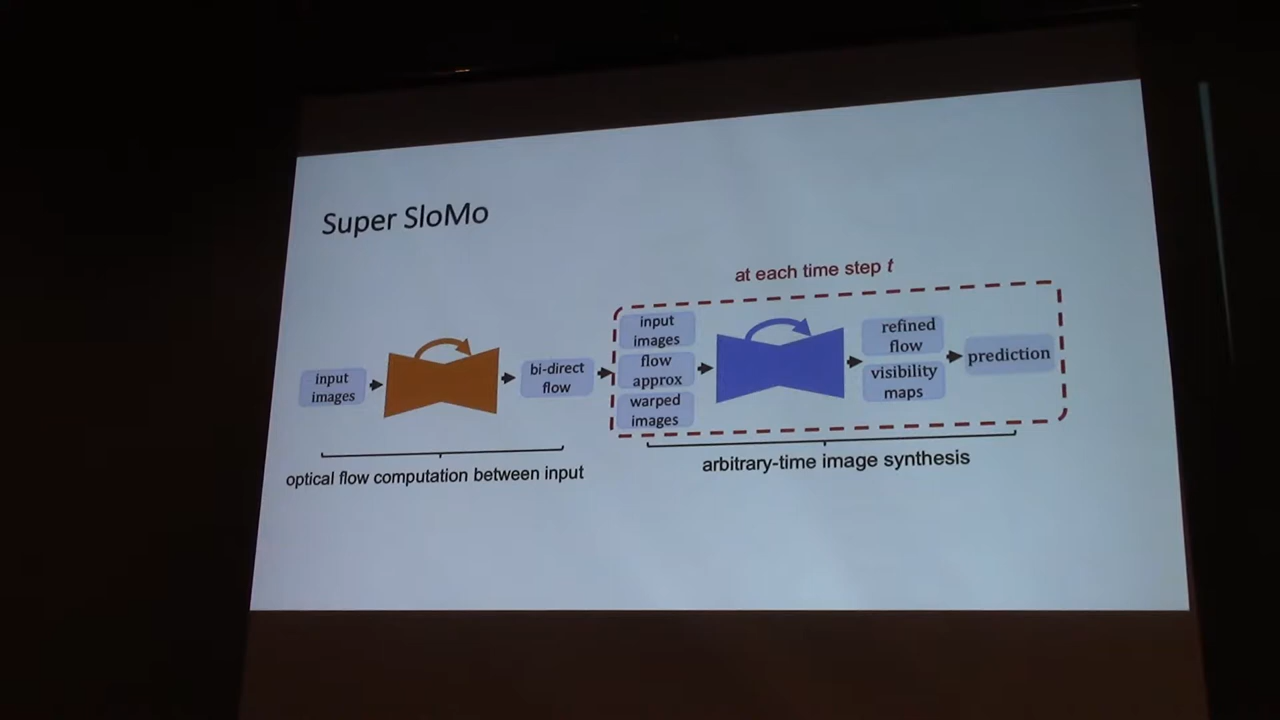 Super SloMo
at each time step t
input
images
bi-direct
flow
input
images
flow
approx
warped
images
refined
flow
visibility
maps
prediction
optical flow computation between input
arbitrary-time image synthesis